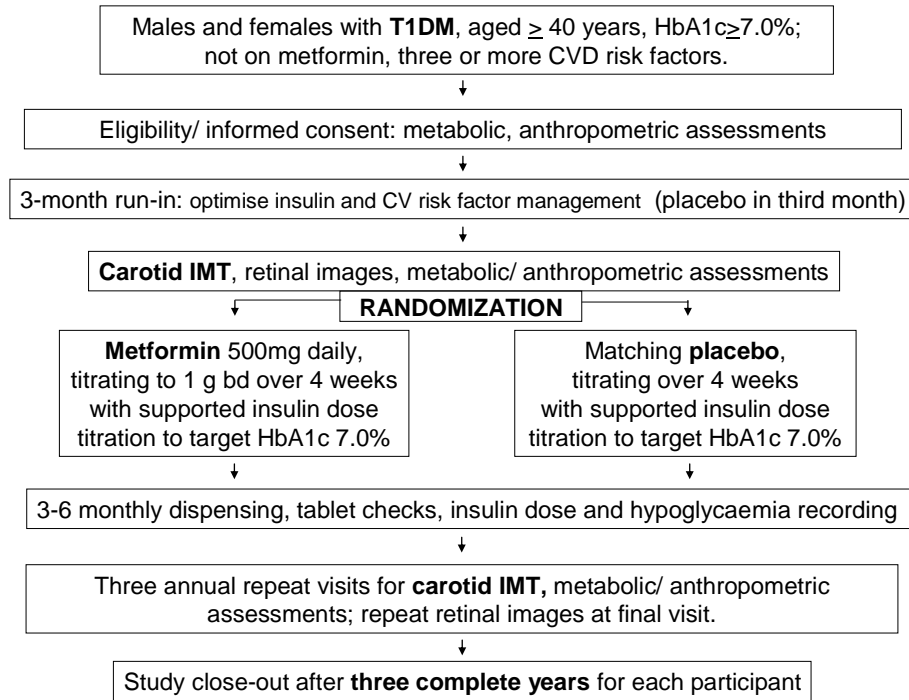 Males and females with T1DM, aged ≥ 40 years, HbA1c≥7.0%;
not on metformin, three or more CVD risk factors.
Eligibility/ informed consent: metabolic, anthropometric assessments
3-month run-in: optimise insulin and CV risk factor management (placebo in third month)
Carotid IMT, retinal images, metabolic/ anthropometric assessments
RANDOMIZATION
Metformin 500mg daily,
titrating to 1 g bd over 4 weeks
with supported insulin dose
titration to target HbA1c 7.0%
Matching placebo,
titrating over 4 weeks
with supported insulin dose
titration to target HbA1c 7.0%
3-6 monthly dispensing, tablet checks, insulin dose and hypoglycaemia recording
Three annual repeat visits for carotid IMT, metabolic/ anthropometric
assessments; repeat retinal images at final visit.
Study close-out after three complete years for each participant